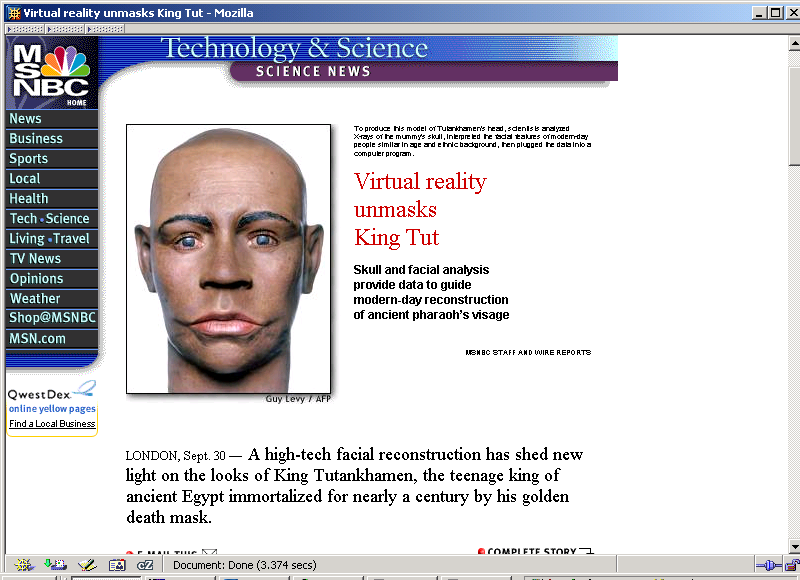 Virtual reality unmasks King Tut - Mozilla
MSNBC
HOME
Technology & Science
SCIENCE NEWS
News
Business
Sports
Local
Health
Tech•Science
Living•Travel
TV News
Opinions
Weather
Shop@MSNBC
MSN.com
QwestDex
online yellow pages
Find a Local Business
Guy Levy / AFP
To produce this model of Tutankhamen's head, scientists analyzed
X-rays of the mummy's skull, interpreted the facial features of modern-day
people similar in age and ethnic background, then plugged the data into a
computer program.
Virtual reality
unmasks
King Tut
Skull and facial analysis
provide data to guide
modern-day reconstruction
of ancient pharaoh's visage
MSNBC STAFF AND WIRE REPORTS
LONDON, Sept. 30 — A high-tech facial reconstruction has shed new
light on the looks of King Tutankhamen, the teenage king of
ancient Egypt immortalized for nearly a century by his golden
death mask.
E-MAIL THIS
COMPLETE STORY
Document: Done (3.374 secs)